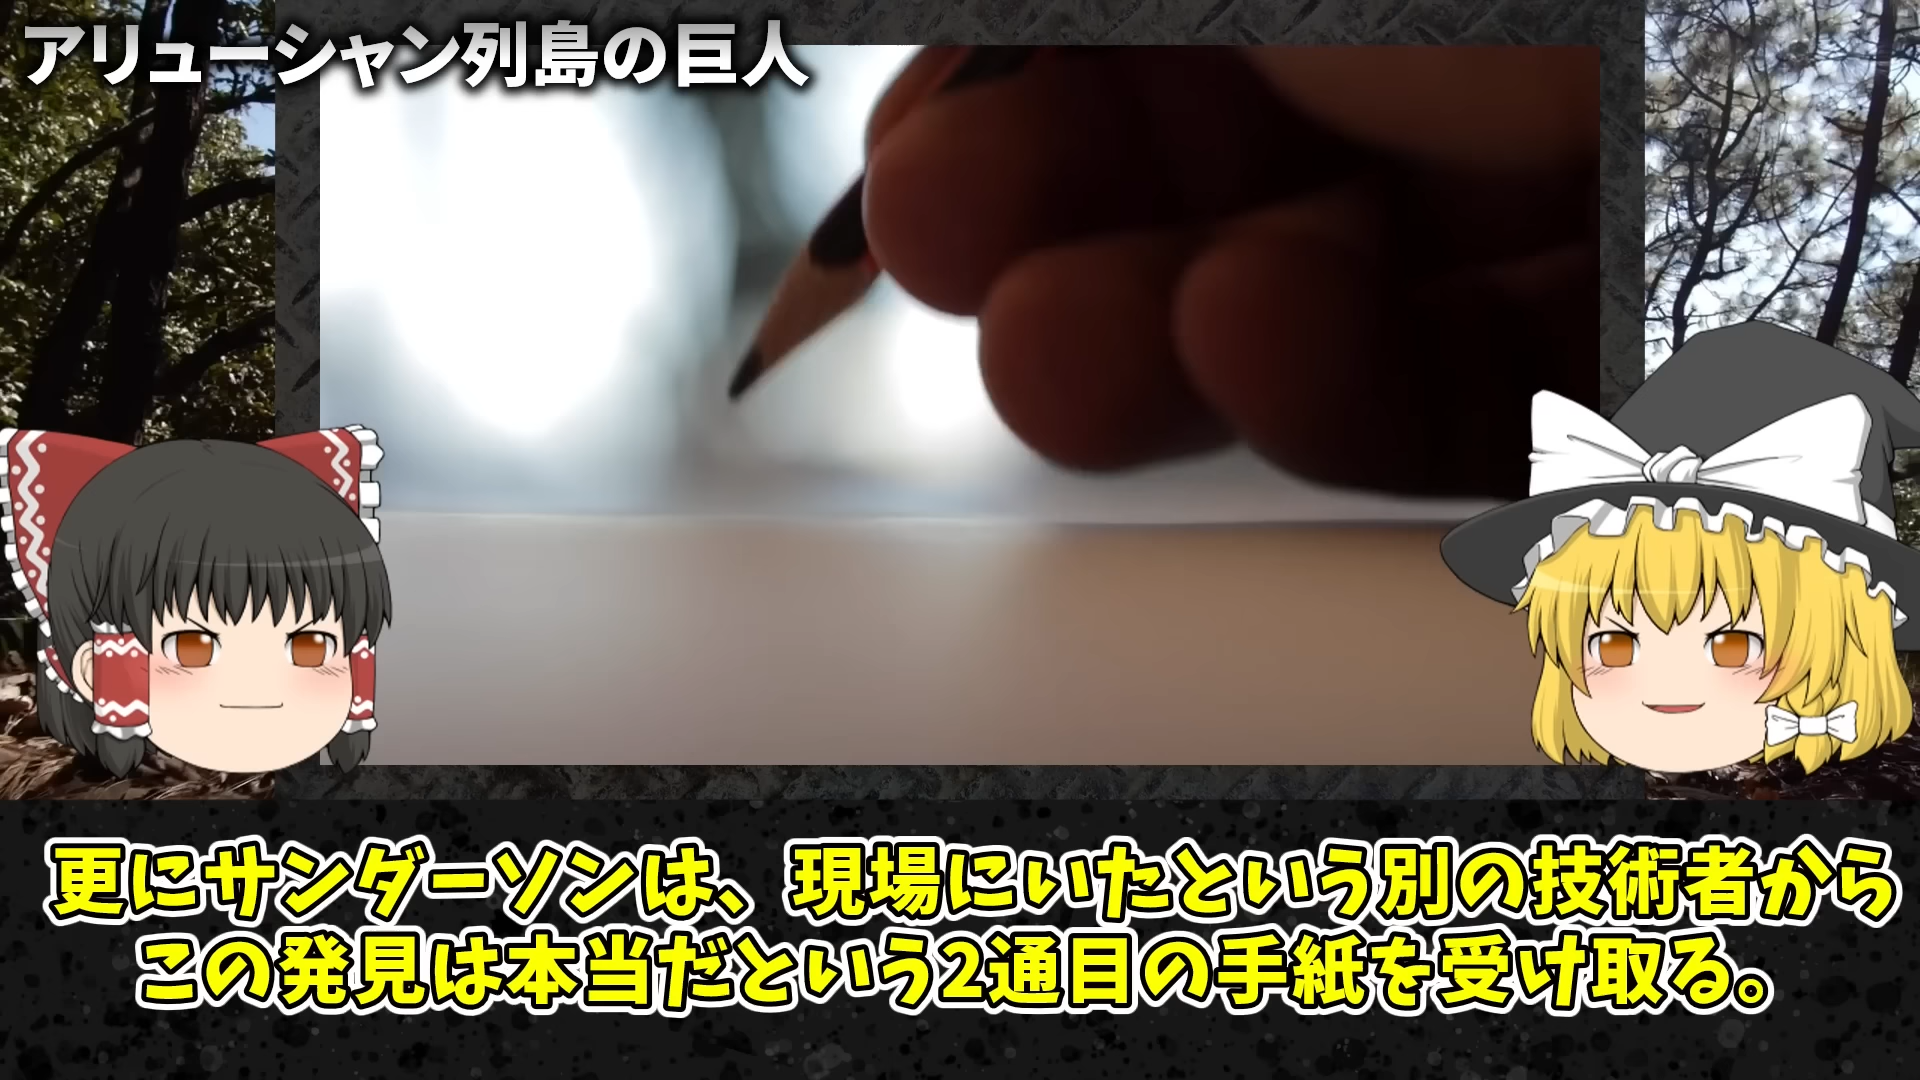 アリューシャン列島の巨人
更にサンダーソンは、現場にいたという別の技術者から
この発見は本当だという2通目の手紙を受け取る。